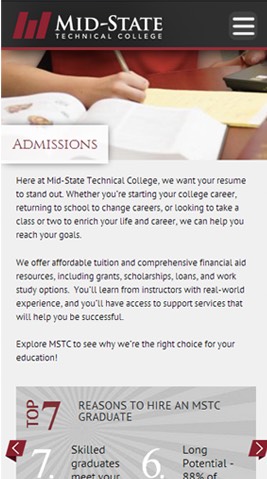 MID-STATE
TECHNICAL COLLEGE
ADMISSIONS
Here at Mid-State Technical College, we want your resume
to stand out. Whether you're starting your college career,
returning to school to change careers, or looking to take a
class or two to enrich your life and career, we can help you
reach your goals.
We offer affordable tuition and comprehensive financial aid
resources, including grants, scholarships, loans, and work
study options.  You'll learn from instructors with real-world
experience, and you'll have access to support services that
will help you be successful.
Explore MSTC to see why we're the right choice for your
education!
TOP 7 REASONS TO HIRE AN MSTC
GRADUATE
7. Skilled
graduates
meet your
6. Long
Potential -
88% of